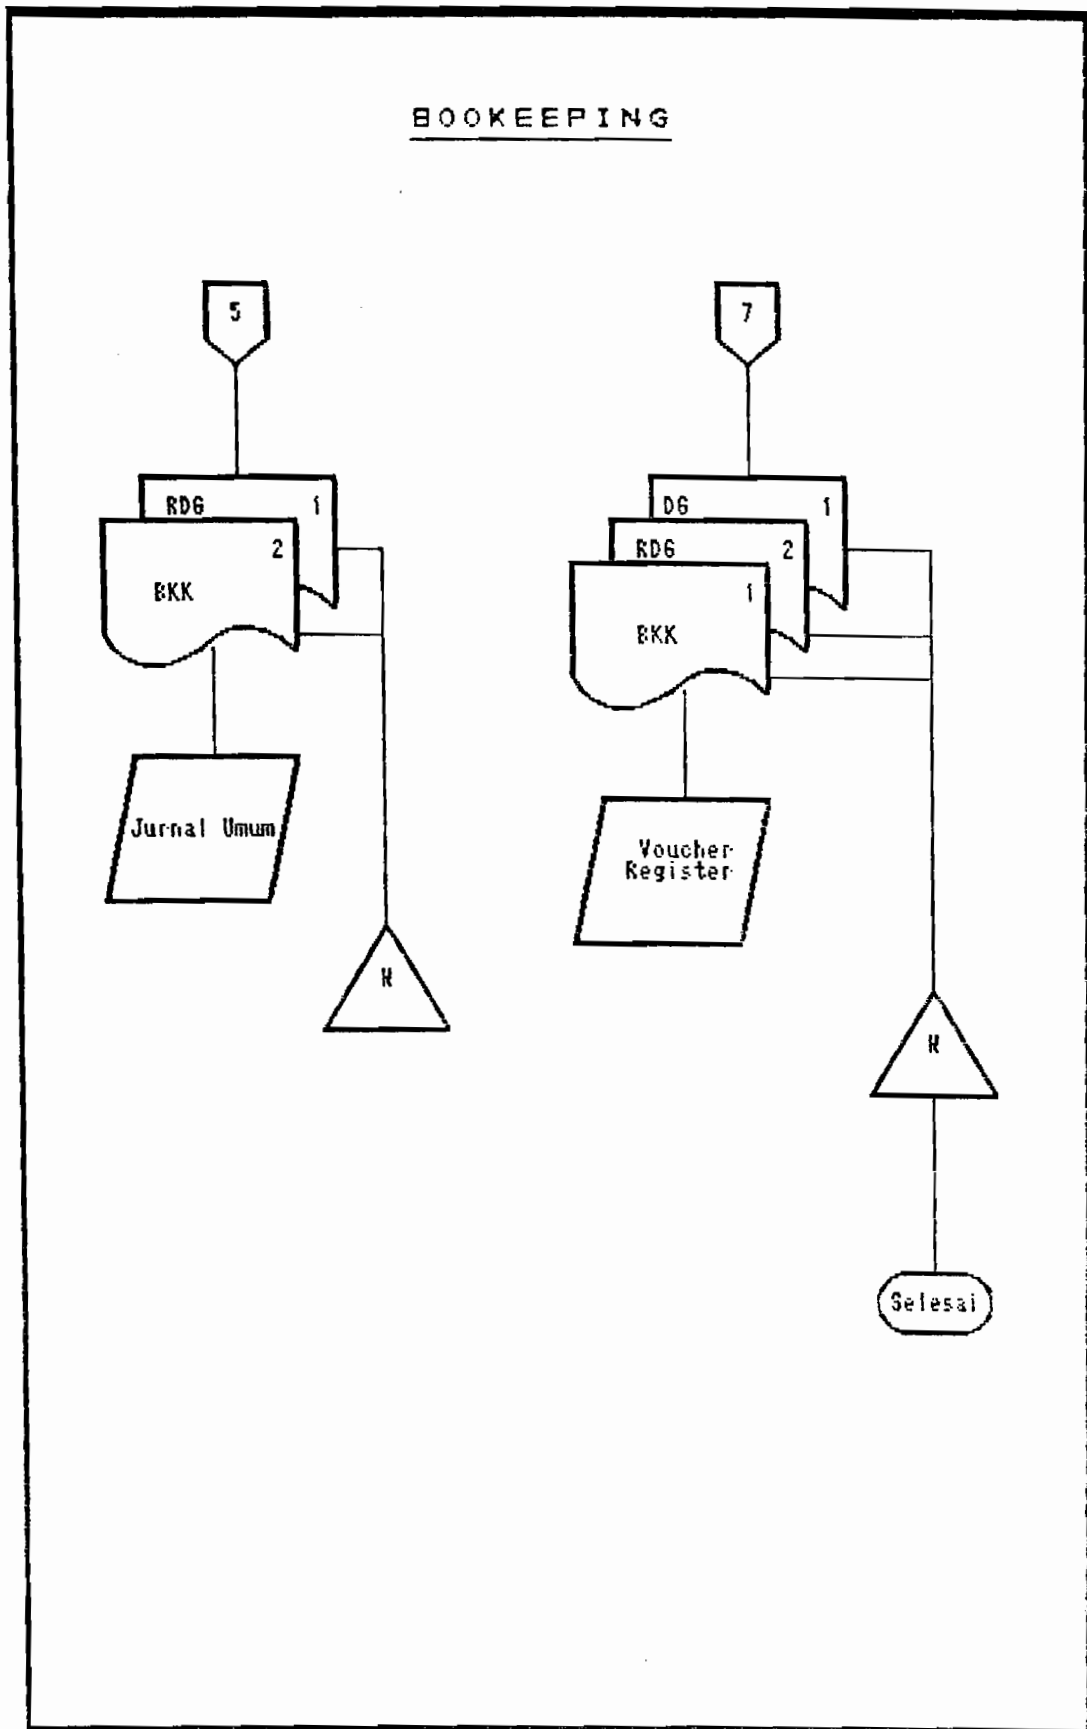 BOOKEEPING
5
RDG 1
2
BKK
Jurnal Umum
N
7
DG 1
RDG 2
1
BKK
Voucher
Register
N
Selesai